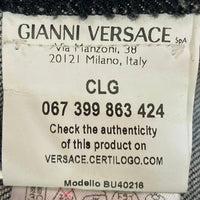 GIANNI VERSACE SpA
Via Manzoni, 38
20121 Milano, Italy
CLG
067 399 863 424
Check the authenticity
of this product on
VERSACE.CERTILOGO.COM
Modello BU40218